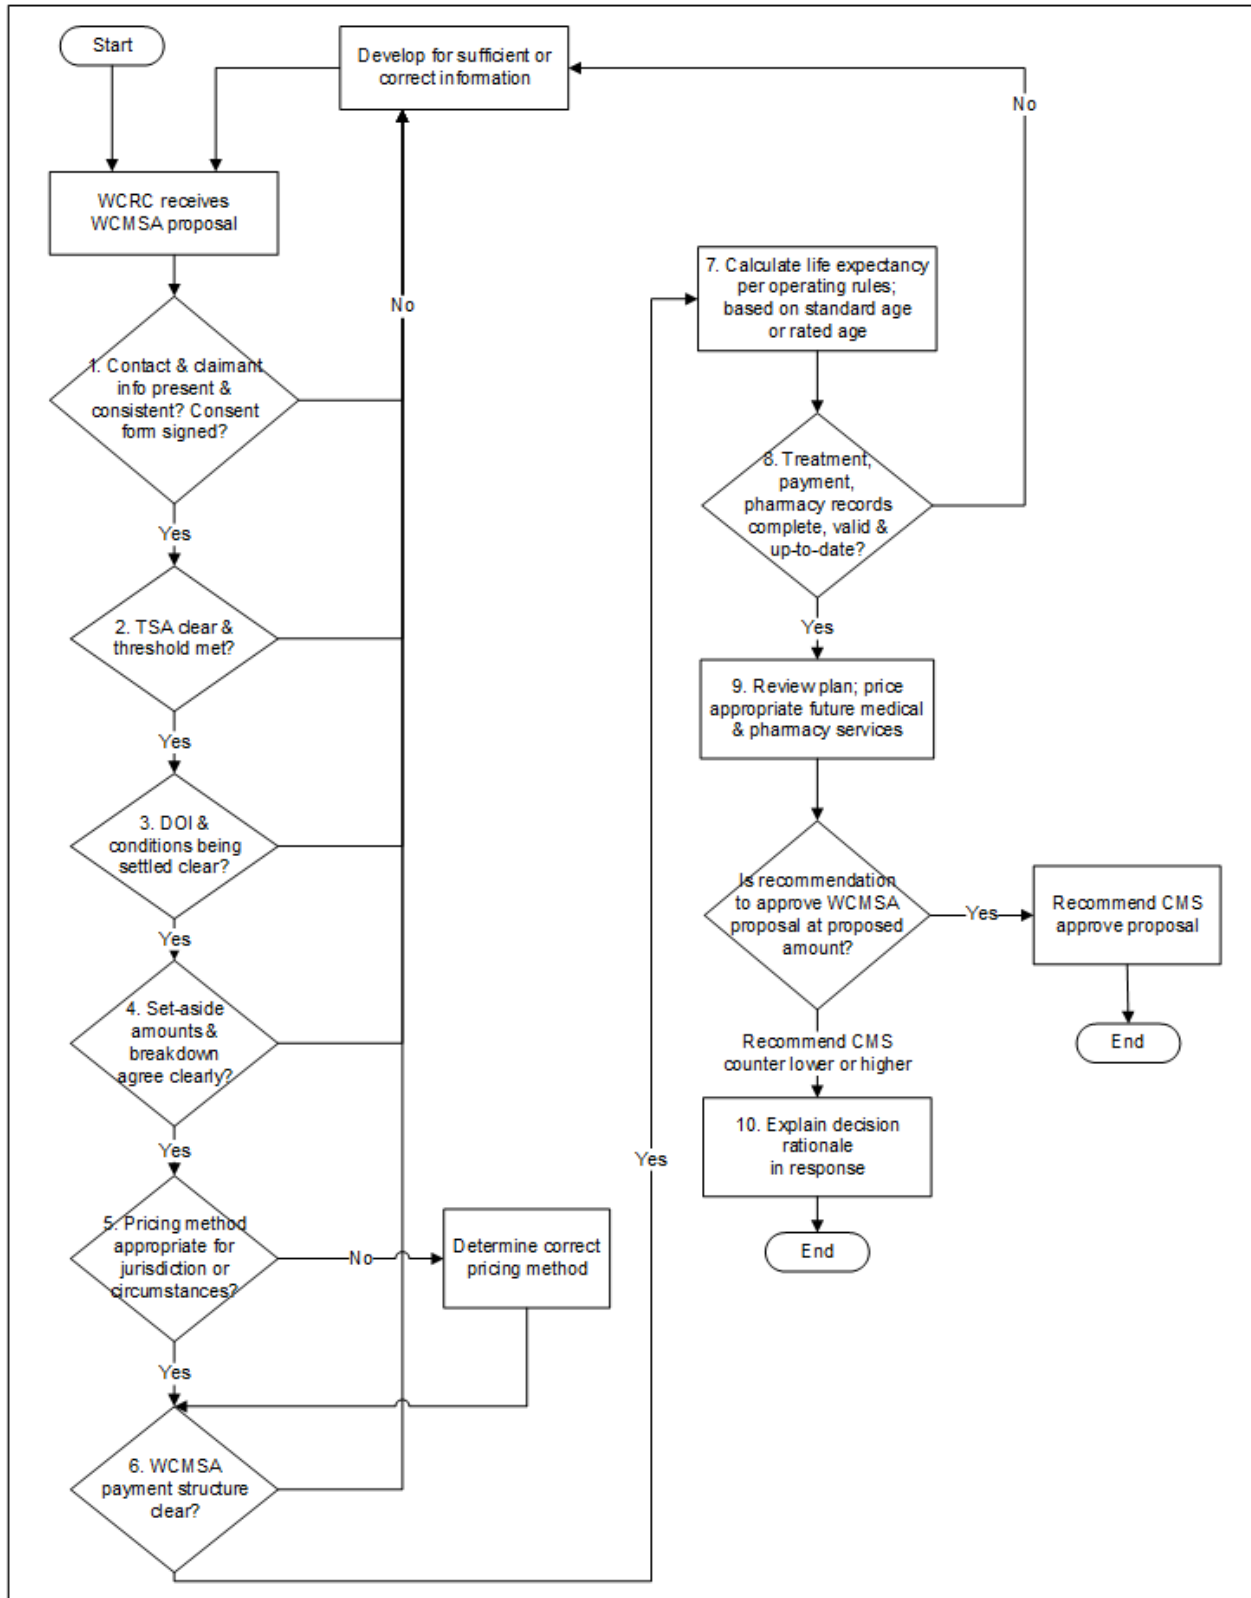 Start
Develop for sufficient or
correct information
No
WCRC receives
WCMSA proposal
No
1. Contact & claimant
info present &
consistent? Consent
form signed?
Yes
2. TSA clear &
threshold met?
Yes
3. DOI &
conditions being
settled clear?
Yes
4. Set-aside
amounts &
breakdown
agree clearly?
Yes
5. Pricing method
appropriate for
jurisdiction or
circumstances?
No
Determine correct
pricing method
Yes
6. WCMSA
payment structure
clear?
Yes
7. Calculate life expectancy
per operating rules;
based on standard age
or rated age
8. Treatment,
payment,
pharmacy records
complete, valid &
up-to-date?
Yes
9. Review plan; price
appropriate future medical
& pharmacy services
Is recommendation
to approve WCMSA
proposal at proposed
amount?
Yes
Recommend CMS
approve proposal
End
Recommend CMS
counter lower or higher
10. Explain decision
rationale
in response
End